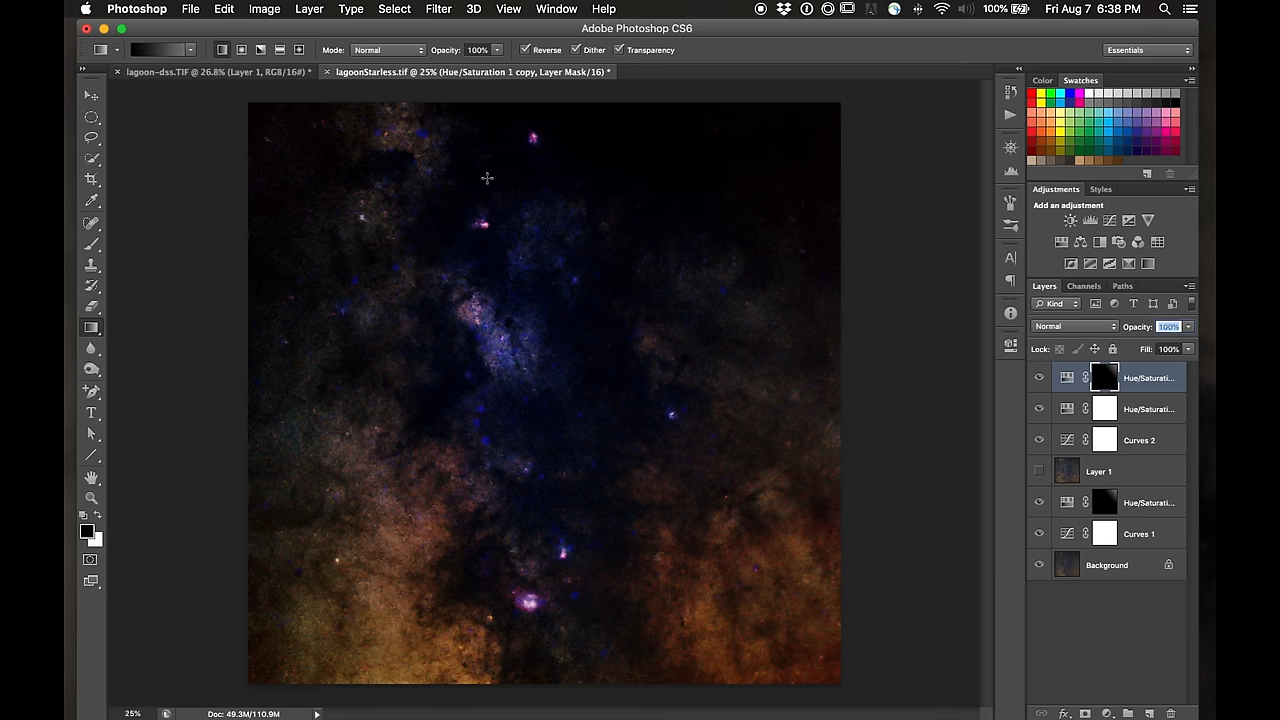 Photoshop File Edit Image Layer Type Select Filter 3D View Window Help 100% Fri Aug 7 6:38 PM
Adobe Photoshop CS6
Mode: Normal Opacity: 100% Reverse Dither Transparency Essentials
× lagoon-dss.TIF @ 26.8% (Layer 1, RGB/16#) * × lagoonStarless.tif @ 25% (Hue/Saturation 1 copy, Layer Mask/16) *
Color Swatches
Adjustments Styles
Add an adjustment
Layers Channels Paths
Kind
Normal Opacity: 100%
Lock: Fill: 100%
Hue/Saturati...
Hue/Saturati...
Curves 2
Layer 1
Hue/Saturati...
Curves 1
Background
25% Doc: 49.3M/110.9M